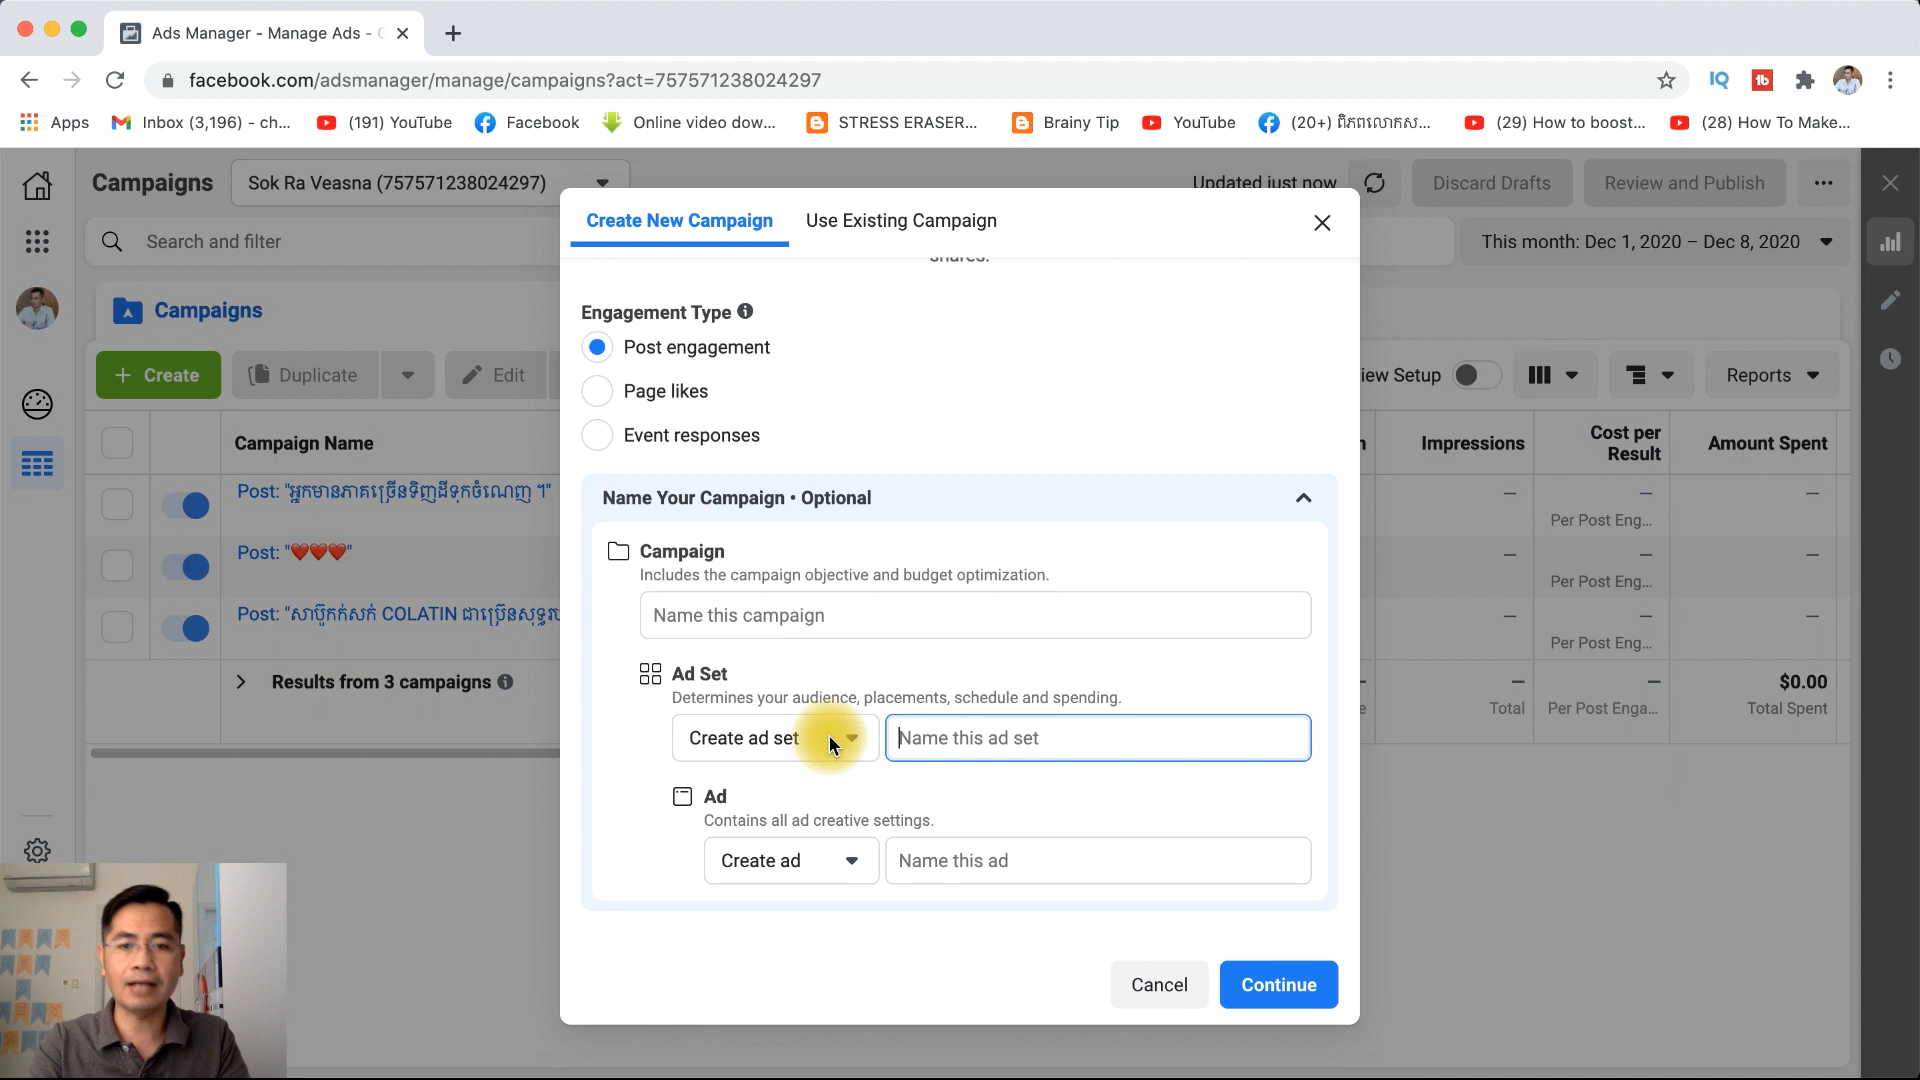 Ads Manager - Manage Ads - C
facebook.com/adsmanager/manage/campaigns?act=757571238024297
Apps
Inbox (3,196) - ch...
(191) YouTube
Facebook
Online video dow...
STRESS ERASER...
Brainy Tip
YouTube
(20+) ពិភពលោកស...
(29) How to boost...
(28) How To Make...
Campaigns
Sok Ra Veasna (757571238024297)
Updated just now
Discard Drafts
Review and Publish
Search and filter
This month: Dec 1, 2020 – Dec 8, 2020
Create New Campaign
Use Existing Campaign
shares.
Campaigns
Engagement Type
Post engagement
Page likes
Event responses
+ Create
Duplicate
Edit
iew Setup
Reports
Campaign Name
Impressions
Cost per
Result
Amount Spent
Post: "អ្នកមានភាគច្រើនទិញដីទុកចំណេញ ។"
—
—
—
Per Post Eng...
Post: "❤️❤️❤️"
—
—
—
Per Post Eng...
Post: "សាប៊ូកក់សក់ COLATIN ជាប្រ៊េនសុទ្ធរប
—
—
—
Per Post Eng...
Results from 3 campaigns
—
—
$0.00
Total
Per Post Enga...
Total Spent
Name Your Campaign • Optional
Campaign
Includes the campaign objective and budget optimization.
Name this campaign
Ad Set
Determines your audience, placements, schedule and spending.
Create ad set
Name this ad set
Ad
Contains all ad creative settings.
Create ad
Name this ad
Cancel
Continue